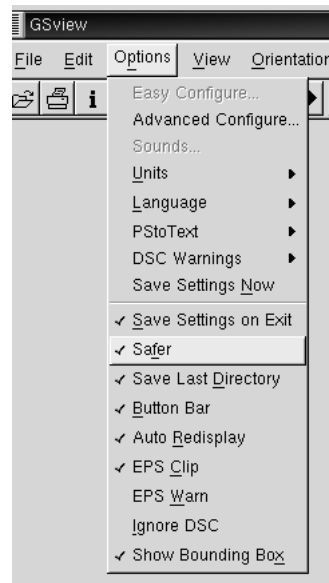 GSview
File Edit Options View Orientation
i
Easy Configure...
Advanced Configure...
Sounds...
Units
Language
PStoText
DSC Warnings
Save Settings Now
Save Settings on Exit
Safer
Save Last Directory
Button Bar
Auto Redisplay
EPS Clip
EPS Warn
Ignore DSC
Show Bounding Box